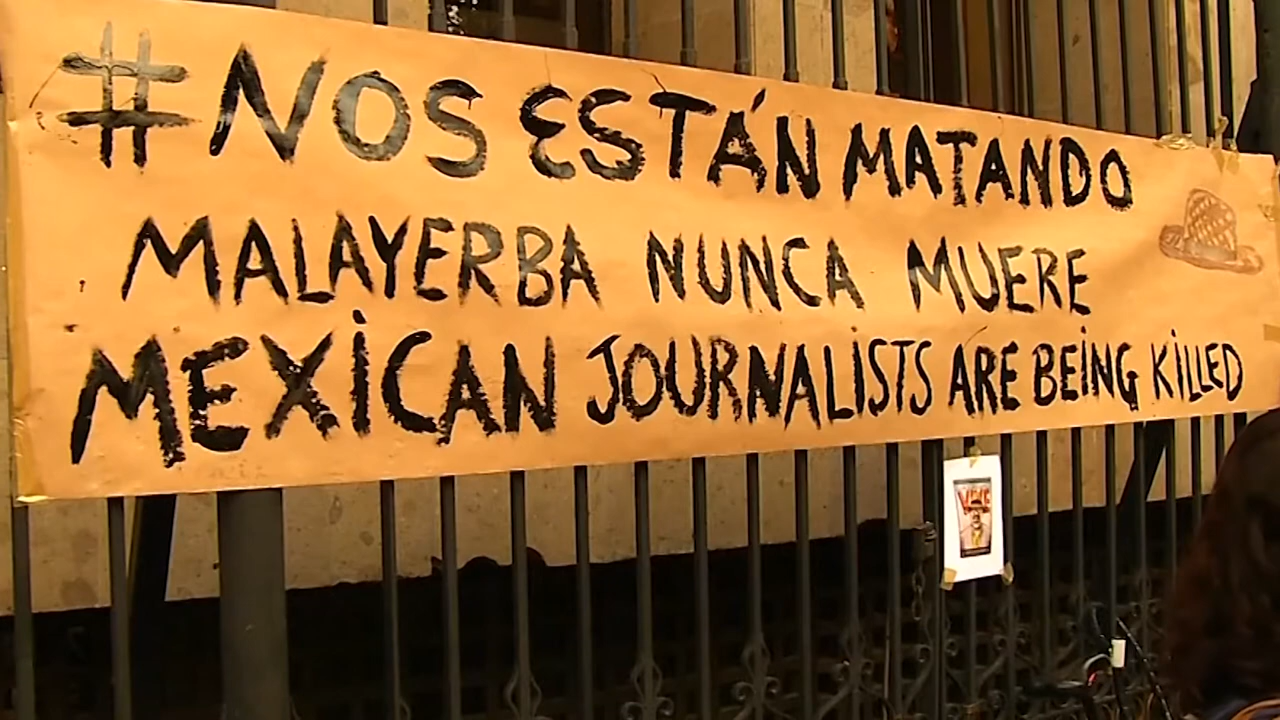 #NOS ESTÁN MATANDO
MALAYERBA NUNCA MUERE
MEXICAN JOURNALISTS ARE BEING KILLED